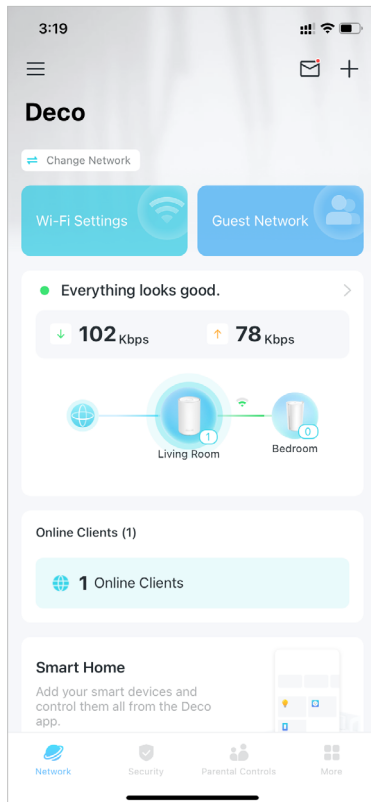 3:19
Deco
Change Network
Wi-Fi Settings
Guest Network
Everything looks good.
102 Kbps
78 Kbps
1
0
Living Room
Bedroom
Online Clients (1)
1 Online Clients
Smart Home
Add your smart devices and
control them all from the Deco
app.
Network
Security
Parental Controls
More